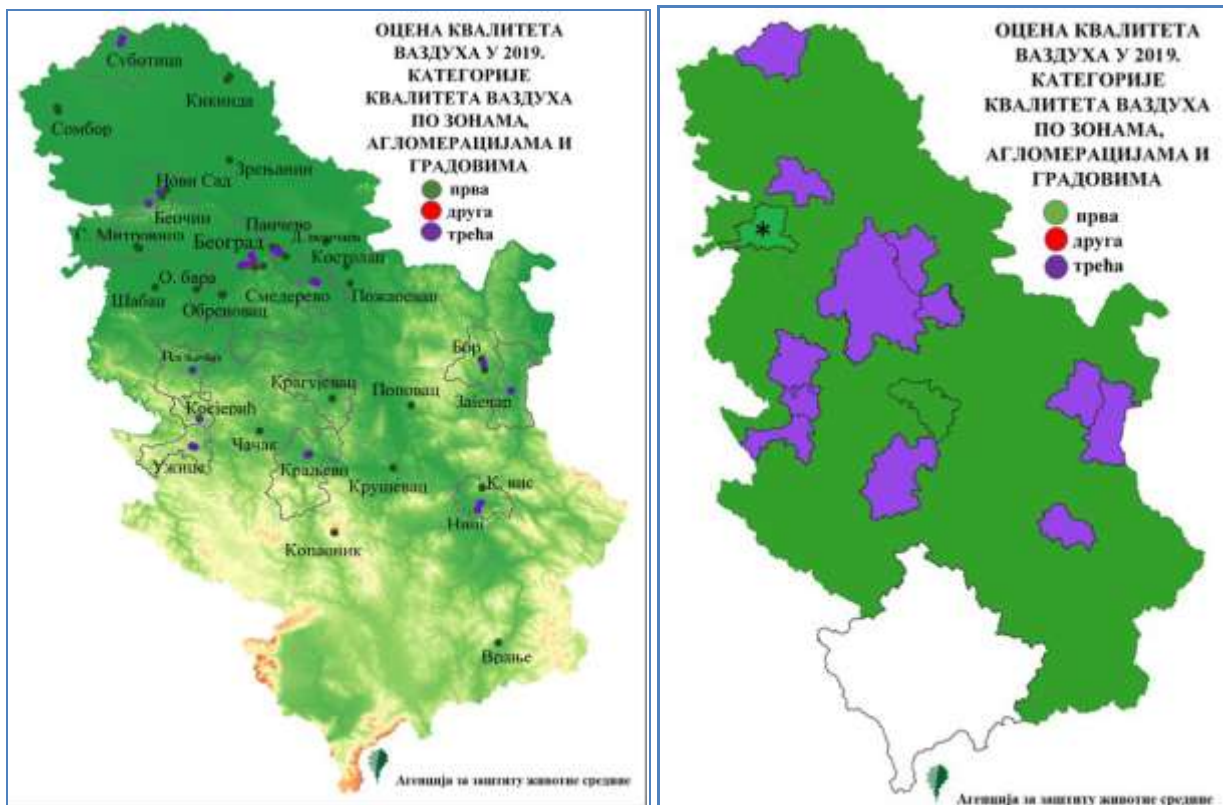 ОЦЕНА КВАЛИТЕТА
ВАЗДУХА У 2019.
КАТЕГОРИЈЕ
КВАЛИТЕТА ВАЗДУХА
ПО ЗОНАМА,
АГЛОМЕРАЦИЈАМА И
ГРАДОВИМА
прва
друга
трећа
Суботица
Кикинда
Сомбор
Зрењанин
Нови Сад
Беочин
Панчево
С. Митровица
Београд
Костолац
О. бара
Шабац
Смедерево
Пожаревац
Обреновац
Бор
Крагујевац
Поповац
Зајечар
Косјерић
Чачак
Ужице
Краљево
Крушевац
К. вис
Ниш
Копаоник
Врање
Агенција за заштиту животне средине
ОЦЕНА КВАЛИТЕТА
ВАЗДУХА У 2019.
КАТЕГОРИЈЕ
КВАЛИТЕТА ВАЗДУХА
ПО ЗОНАМА,
АГЛОМЕРАЦИЈАМА И
ГРАДОВИМА
прва
друга
трећа
*
Агенција за заштиту животне средине